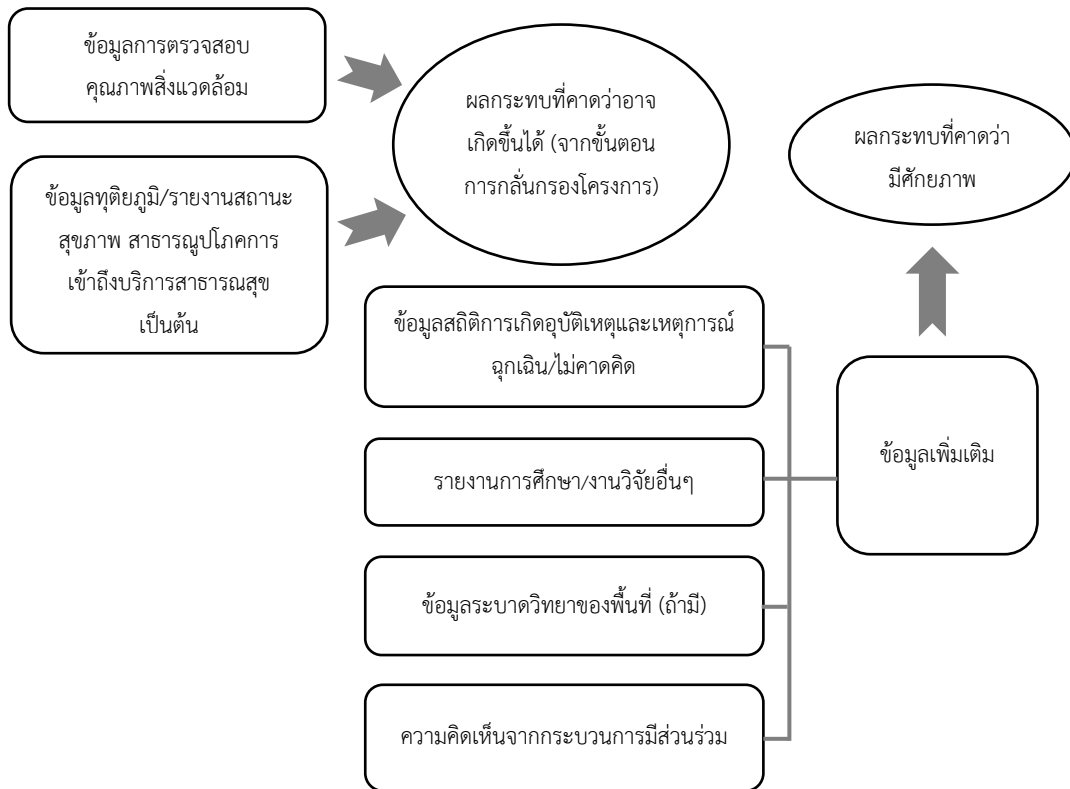 ข้อมูลการตรวจสอบ
คุณภาพสิ่งแวดล้อม
ผลกระทบที่คาดว่าอาจ
เกิดขึ้นได้ (จากขั้นตอน
การกลั่นกรองโครงการ)
ผลกระทบที่คาดว่า
มีศักยภาพ
ข้อมูลทุติยภูมิ/รายงานสถานะ
สุขภาพ สาธารณูปโภคการ
เข้าถึงบริการสาธารณสุข
เป็นต้น
ข้อมูลสถิติการเกิดอุบัติเหตุและเหตุการณ์
ฉุกเฉิน/ไม่คาดคิด
ข้อมูลเพิ่มเติม
รายงานการศึกษา/งานวิจัยอื่นๆ
ข้อมูลระบาดวิทยาของพื้นที่ (ถ้ามี)
ความคิดเห็นจากกระบวนการมีส่วนร่วม